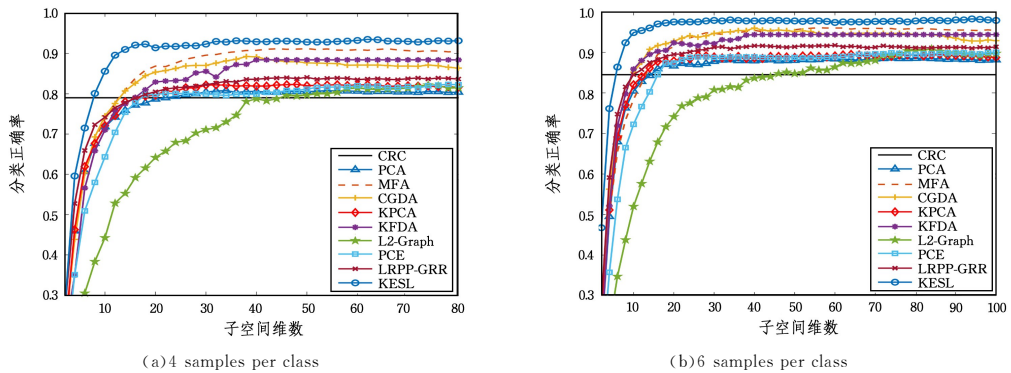 1.0
0.9
0.8
0.7
0.6
0.5
0.4
0.3
分类正确率
10 20 30 40 50 60 70 80
子空间维数
CRC
PCA
MFA
CGDA
KPCA
KFDA
L2-Graph
PCE
LRPP-GRR
KESL
(a)4 samples per class
1.0
0.9
0.8
0.7
0.6
0.5
0.4
0.3
分类正确率
10 20 30 40 50 60 70 80 90 100
子空间维数
CRC
PCA
MFA
CGDA
KPCA
KFDA
L2-Graph
PCE
LRPP-GRR
KESL
(b)6 samples per class